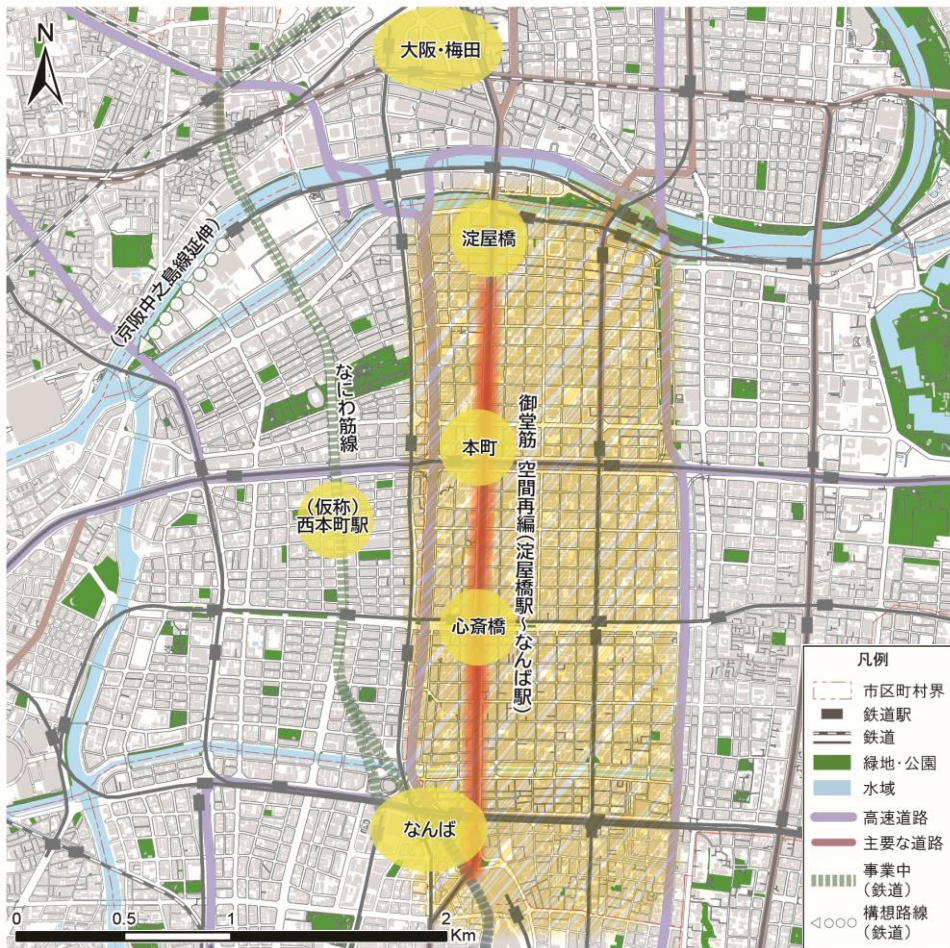 N
大阪・梅田
淀屋橋
(京阪中之島線延伸)
なにわ筋線
本町
御堂筋 空間再編(淀屋橋駅~なんば駅)
(仮称)
西本町駅
心斎橋
なんば
0 0.5 1 2
Km
凡例
市区町村界
鉄道駅
鉄道
緑地・公園
水域
高速道路
主要な道路
事業中
(鉄道)
構想路線
(鉄道)